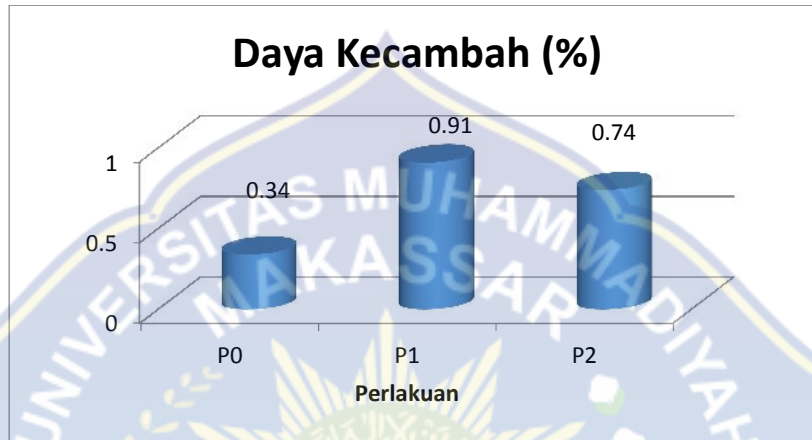 Daya Kecambah (%)
0.91
0.74
1
0.34
0.5
0
P0 P1 P2
Perlakuan
UNIVERSITAS MUHAMMADIYAH
MAKASSAR